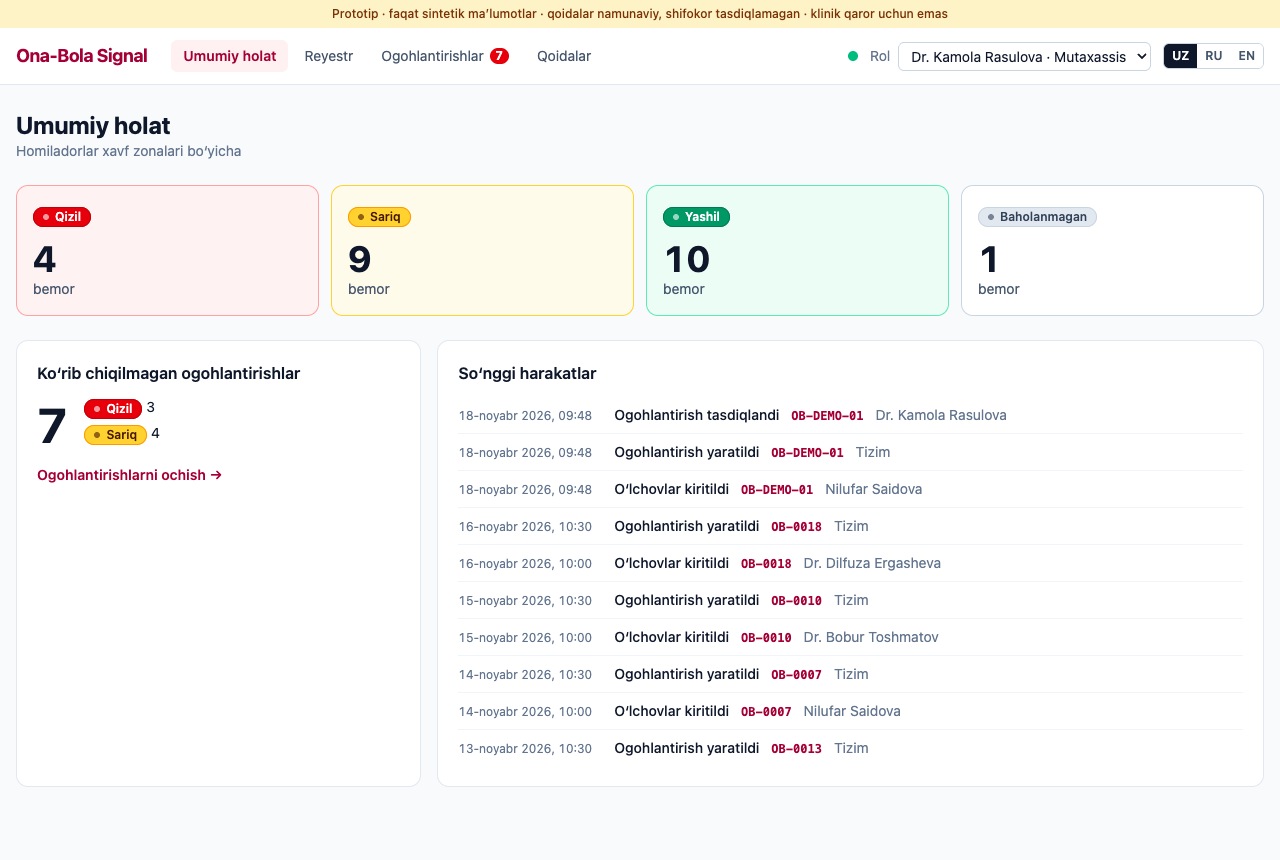 Prototip · faqat sintetik maʼlumotlar · qoidalar namunaviy, shifokor tasdiqlamagan · klinik qaror uchun emas
Ona-Bola Signal Umumiy holat Reyestr Ogohlantirishlar 7 Qoidalar Rol Dr. Kamola Rasulova · Mutaxassis UZ RU EN
Umumiy holat
Homiladorlar xavf zonalari boʻyicha
Qizil Sariq Yashil Baholanmagan
4 9 10 1
bemor bemor bemor bemor
Koʻrib chiqilmagan ogohlantirishlar
7 Qizil 3
Sariq 4
Ogohlantirishlarni ochish →
Soʻnggi harakatlar
18-noyabr 2026, 09:48 Ogohlantirish tasdiqlandi OB-DEMO-01 Dr. Kamola Rasulova
18-noyabr 2026, 09:48 Ogohlantirish yaratildi OB-DEMO-01 Tizim
18-noyabr 2026, 09:48 Oʻlchovlar kiritildi OB-DEMO-01 Nilufar Saidova
16-noyabr 2026, 10:30 Ogohlantirish yaratildi OB-0018 Tizim
16-noyabr 2026, 10:00 Oʻlchovlar kiritildi OB-0018 Dr. Dilfuza Ergasheva
15-noyabr 2026, 10:30 Ogohlantirish yaratildi OB-0010 Tizim
15-noyabr 2026, 10:00 Oʻlchovlar kiritildi OB-0010 Dr. Bobur Toshmatov
14-noyabr 2026, 10:30 Ogohlantirish yaratildi OB-0007 Tizim
14-noyabr 2026, 10:00 Oʻlchovlar kiritildi OB-0007 Nilufar Saidova
13-noyabr 2026, 10:30 Ogohlantirish yaratildi OB-0013 Tizim